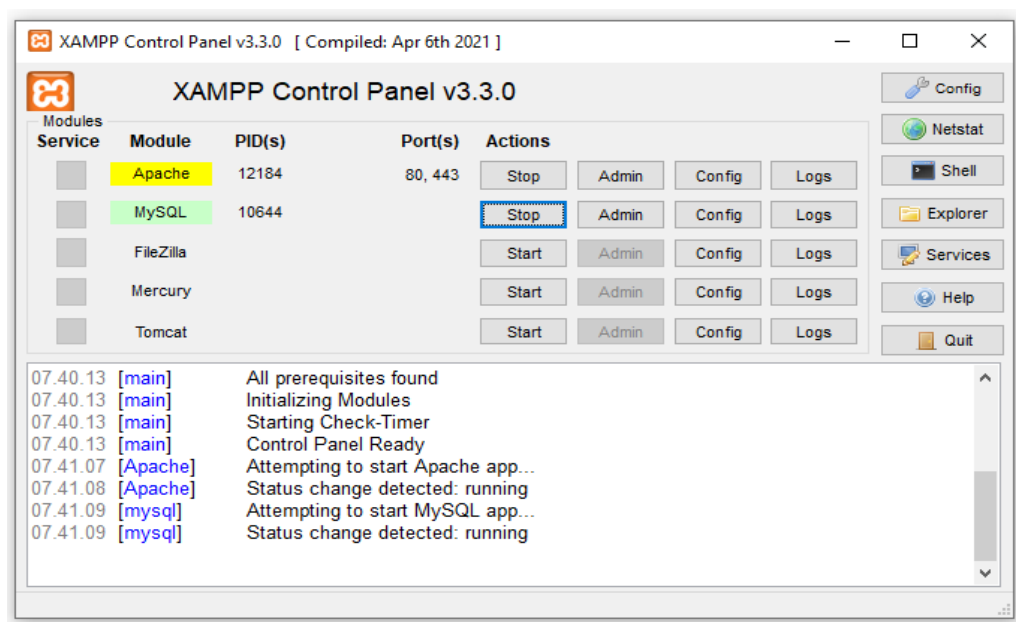 XAMPP Control Panel v3.3.0 [ Compiled: Apr 6th 2021 ]
XAMPP Control Panel v3.3.0
Config
Modules
Service Module PID(s) Port(s) Actions
Netstat
Apache 12184 80, 443 Stop Admin Config Logs
Shell
MySQL 10644 Stop Admin Config Logs
Explorer
FileZilla Start Admin Config Logs
Services
Mercury Start Admin Config Logs
Help
Tomcat Start Admin Config Logs
Quit
07.40.13 [main] All prerequisites found
07.40.13 [main] Initializing Modules
07.40.13 [main] Starting Check-Timer
07.40.13 [main] Control Panel Ready
07.41.07 [Apache] Attempting to start Apache app...
07.41.08 [Apache] Status change detected: running
07.41.09 [mysql] Attempting to start MySQL app...
07.41.09 [mysql] Status change detected: running